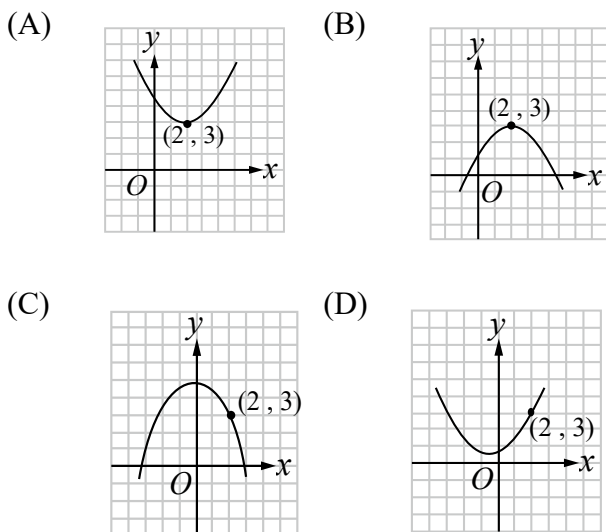 (A)
y
(2 , 3)
x
O
(B)
y
(2 , 3)
x
O
(C)
y
(2 , 3)
x
O
(D)
y
(2 , 3)
x
O